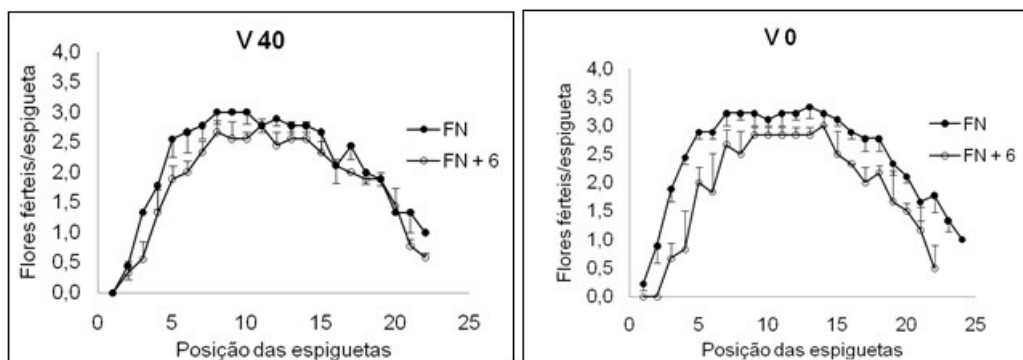 V 40
4,0
3,5
3,0
2,5
2,0
1,5
1,0
0,5
0,0
Flores férteis/espigueta
0 5 10 15 20 25
Posição das espiguetas
FN
FN + 6
V 0
4,0
3,5
3,0
2,5
2,0
1,5
1,0
0,5
0,0
Flores férteis/espigueta
0 5 10 15 20 25
Posição das espiguetas
FN
FN + 6